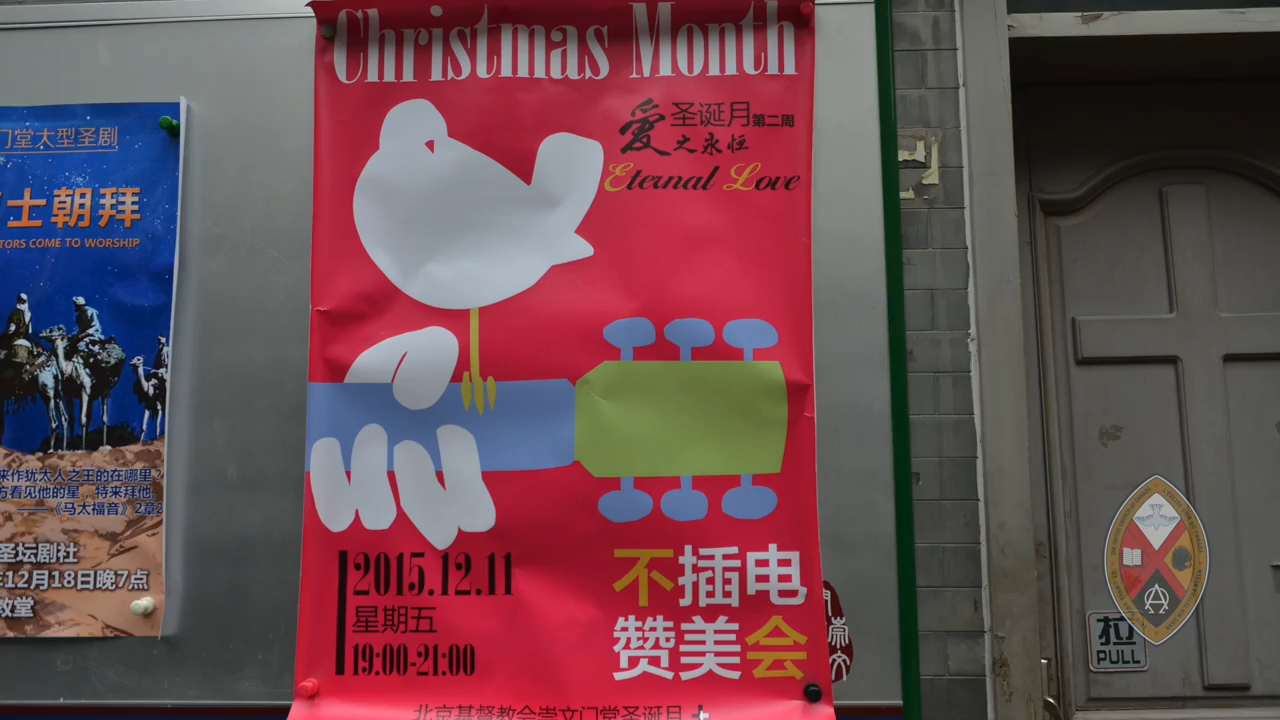 Christmas Month
爱 圣诞月 第二周
之永恒
Eternal Love
2015.12.11
星期五
19:00-21:00
不插电
赞美会
北京基督教会崇文门堂圣诞月
门堂大型圣剧
士朝拜
TORS COME TO WORSHIP
来作犹太人之王的在哪里？
方看见他的星，特来拜他
——《马太福音》2章2
圣坛剧社
12月18日晚7点
教堂
崇文
拉
PULL